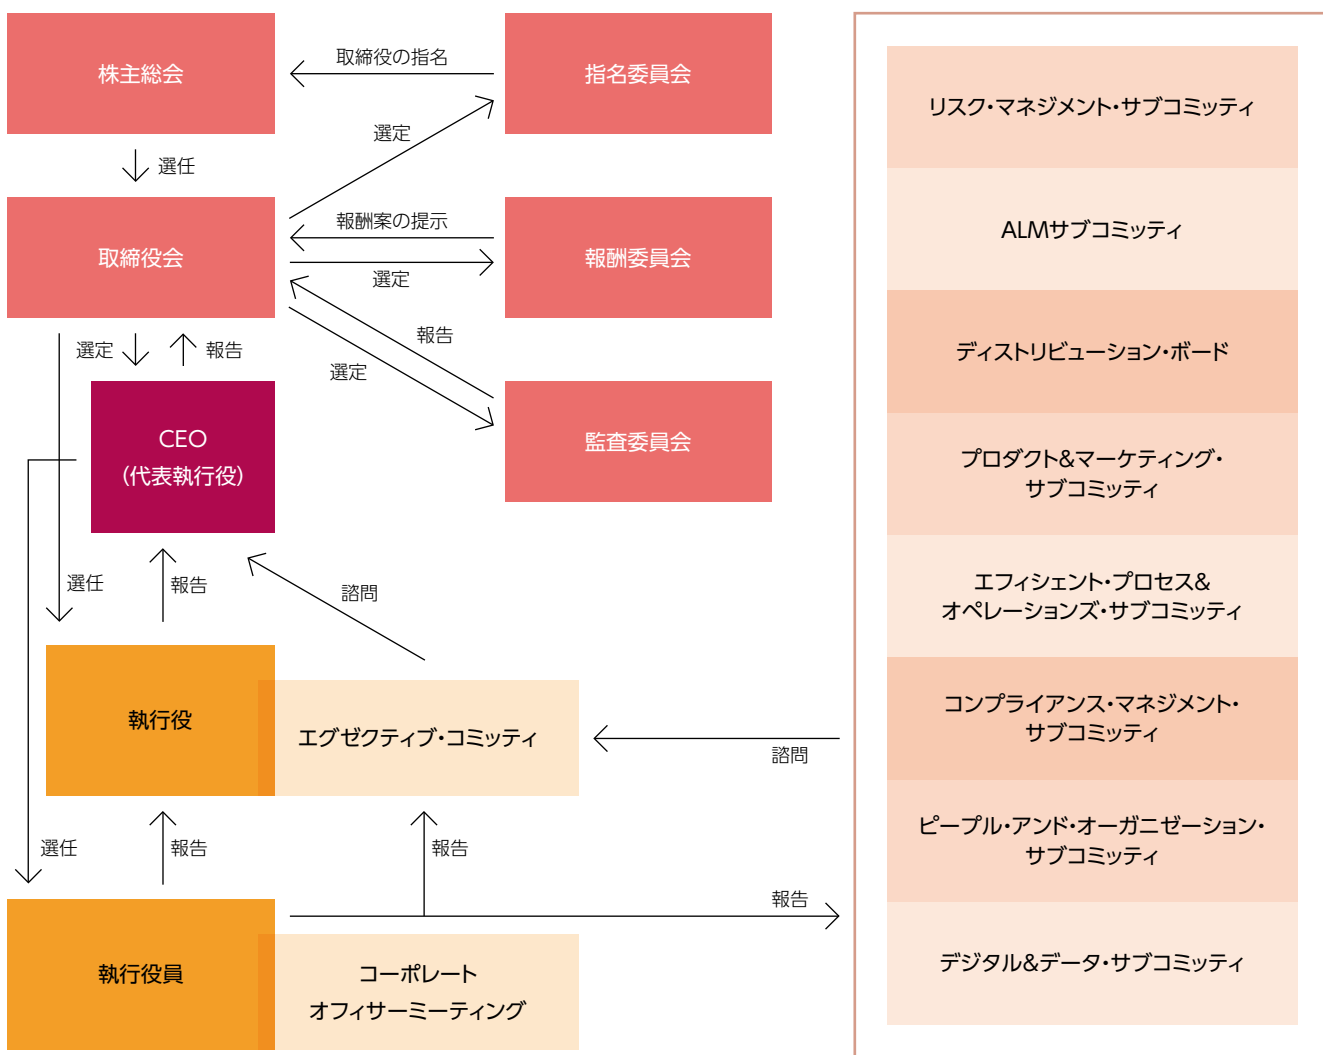 株主総会
取締役の指名
指名委員会
選任
選定
取締役会
報酬案の提示
選定
報酬委員会
選定
報告
報告
選定
監査委員会
CEO
(代表執行役)
選任
報告
諮問
執行役
エグゼクティブ・コミッティ
諮問
選任
報告
報告
報告
執行役員
コーポレート
オフィサーミーティング
リスク・マネジメント・サブコミッティ
ALMサブコミッティ
ディストリビューション・ボード
プロダクト&マーケティング・
サブコミッティ
エフィシェント・プロセス&
オペレーションズ・サブコミッティ
コンプライアンス・マネジメント・
サブコミッティ
ピープル・アンド・オーガニゼーション・
サブコミッティ
デジタル&データ・サブコミッティ